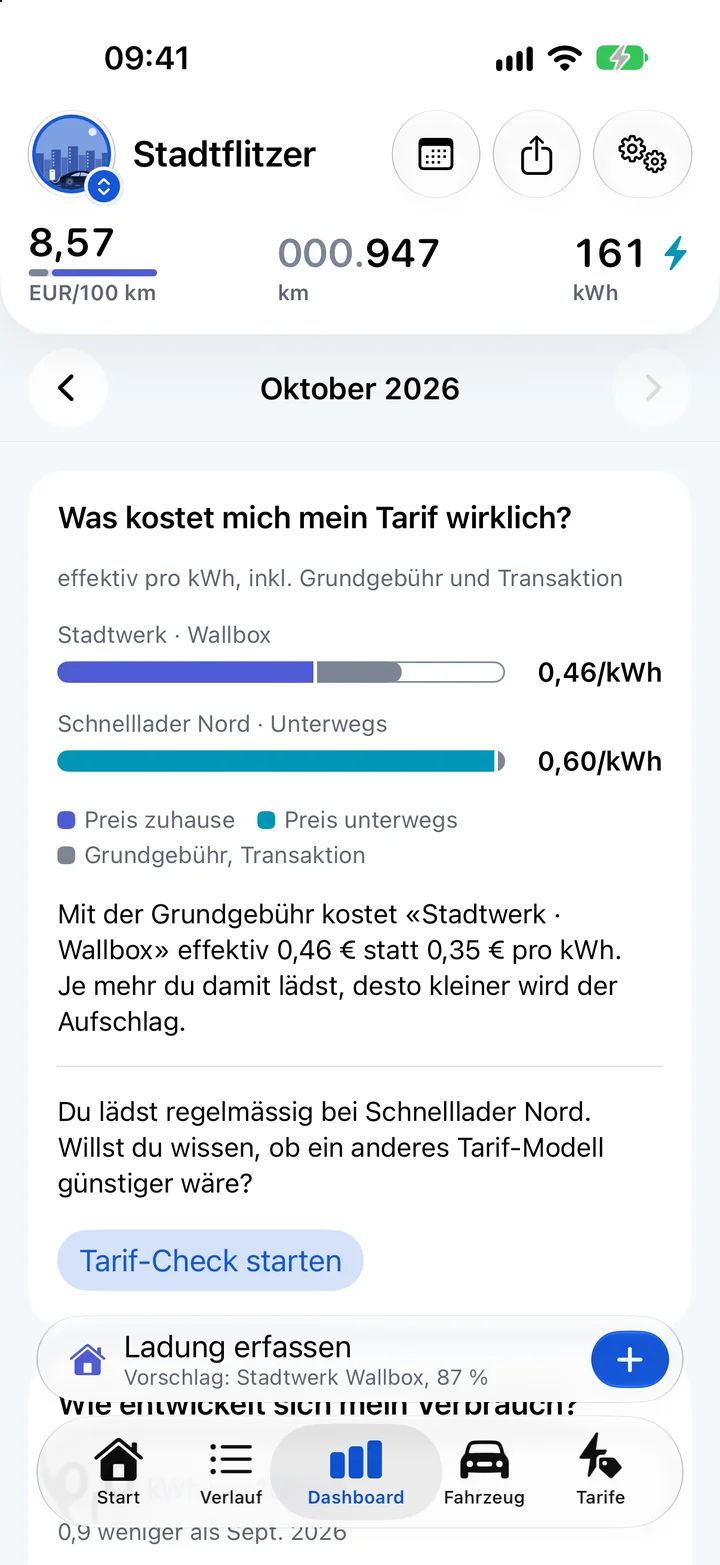 09:41
Stadtflitzer
8,57
EUR/100 km
000.947
km
161
kWh
Oktober 2026
Was kostet mich mein Tarif wirklich?
effektiv pro kWh, inkl. Grundgebühr und Transaktion
Stadtwerk · Wallbox
0,46/kWh
Schnelllader Nord · Unterwegs
0,60/kWh
Preis zuhause
Preis unterwegs
Grundgebühr, Transaktion
Mit der Grundgebühr kostet «Stadtwerk ·
Wallbox» effektiv 0,46 € statt 0,35 € pro kWh.
Je mehr du damit lädst, desto kleiner wird der
Aufschlag.
Du lädst regelmässig bei Schnelllader Nord.
Willst du wissen, ob ein anderes Tarif-Modell
günstiger wäre?
Tarif-Check starten
Ladung erfassen
Vorschlag: Stadtwerk Wallbox, 87 %
Wie entwickelt sich mein Verbrauch?
Start
Verlauf
Dashboard
Fahrzeug
Tarife
0,9 weniger als Sept. 2026